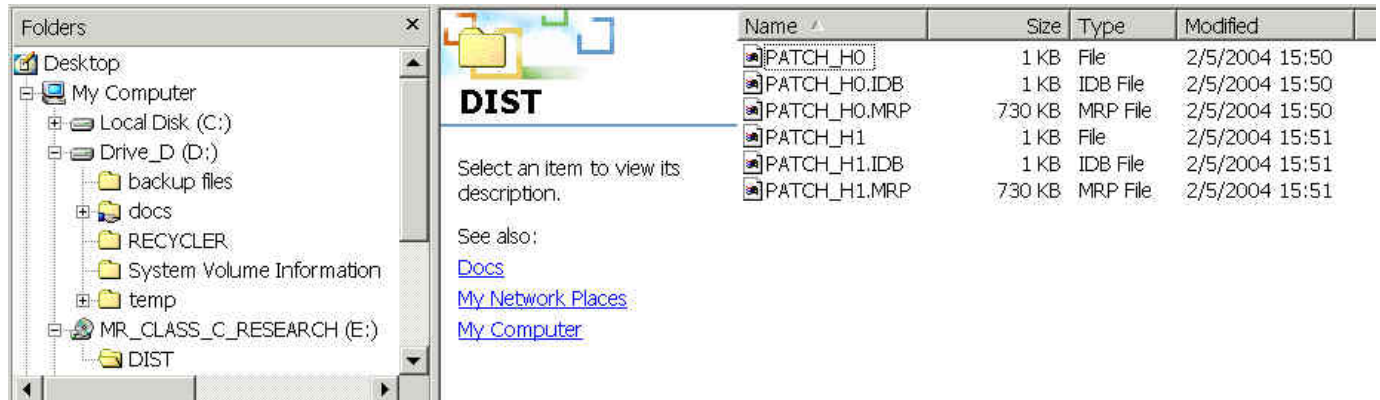 Folders
Desktop
My Computer
Local Disk (C:)
Drive_D (D:)
backup files
docs
RECYCLER
System Volume Information
temp
MR_CLASS_C_RESEARCH (E:)
DIST
DIST
Select an item to view its
description.
See also:
Docs
My Network Places
My Computer
Name Size Type Modified
PATCH_H0 1 KB File 2/5/2004 15:50
PATCH_H0.IDB 1 KB IDB File 2/5/2004 15:50
PATCH_H0.MRP 730 KB MRP File 2/5/2004 15:50
PATCH_H1 1 KB File 2/5/2004 15:51
PATCH_H1.IDB 1 KB IDB File 2/5/2004 15:51
PATCH_H1.MRP 730 KB MRP File 2/5/2004 15:51